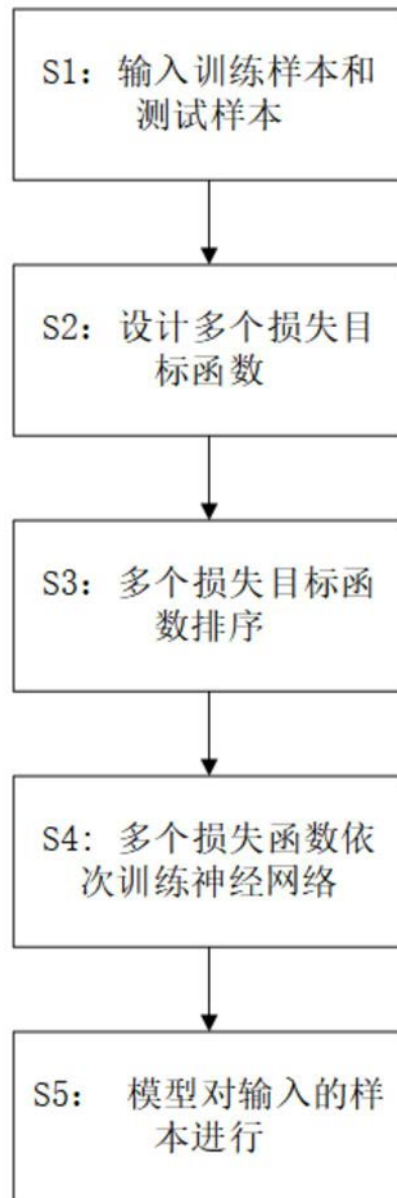 S1: 输入训练样本和
测试样本
S2: 设计多个损失目
标函数
S3: 多个损失目标函
数排序
S4: 多个损失函数依
次训练神经网络
S5: 模型对输入的样
本进行